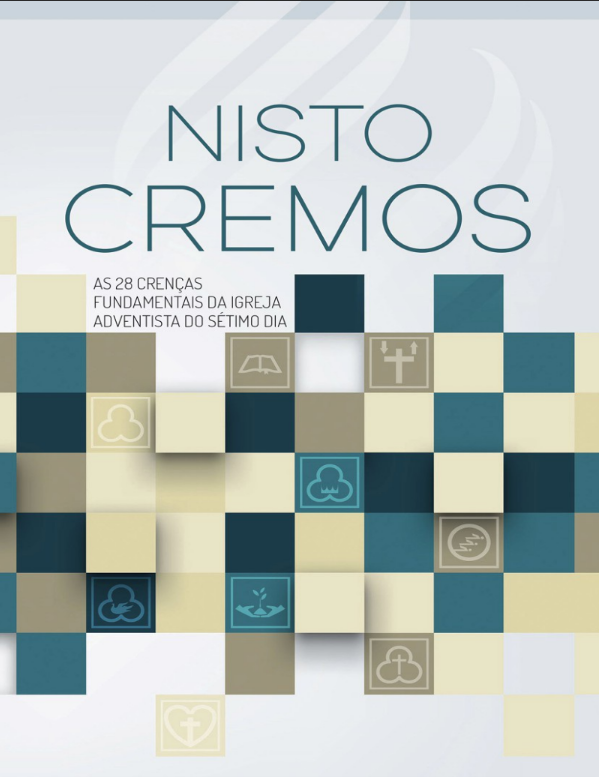 NISTO
CREMOS
AS 28 CRENÇAS
FUNDAMENTAIS DA IGREJA
ADVENTISTA DO SÉTIMO DIA